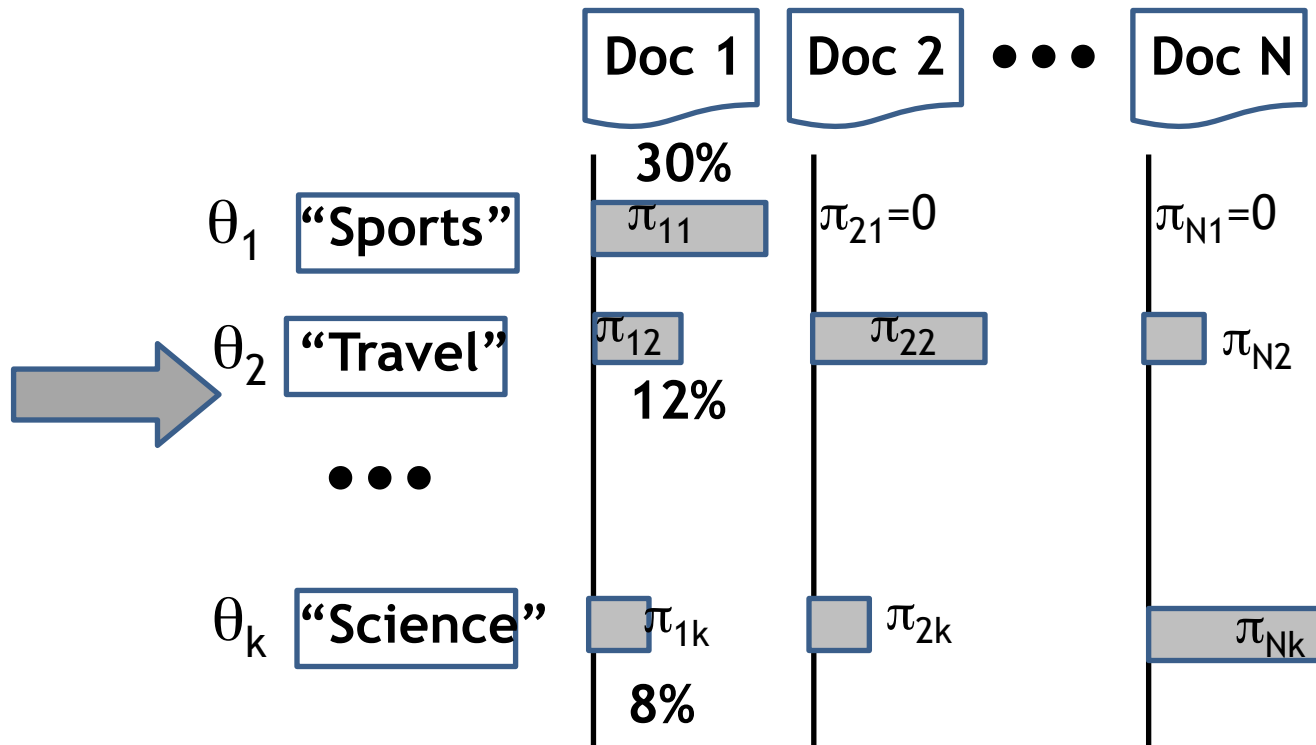 Doc 1 Doc 2 ••• Doc N
30%
θ1 “Sports” π11 π21=0 πN1=0
θ2 “Travel” π12 π22 πN2
12%
•••
θk “Science” π1k π2k πNk
8%